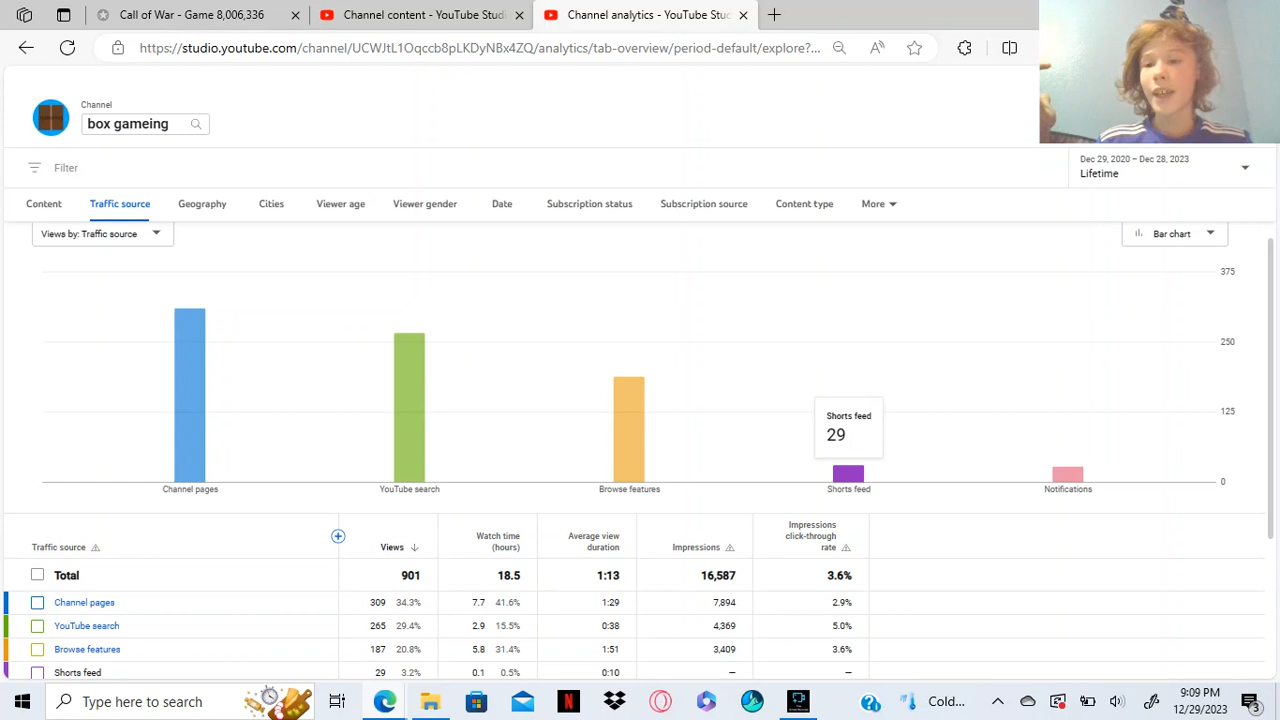 Call of War - Game 8,006,336
Channel content - YouTube Studi
Channel analytics - YouTube Stuc
https://studio.youtube.com/channel/UCWJtL1Oqccb8pLKDyNBx4ZQ/analytics/tab-overview/period-default/explore?...
Channel
box gameing
Filter
Dec 29, 2020 – Dec 28, 2023
Lifetime
Content Traffic source Geography Cities Viewer age Viewer gender Date Subscription status Subscription source Content type More
Views by: Traffic source
Bar chart
375
250
125
0
Shorts feed
29
Channel pages YouTube search Browse features Shorts feed Notifications
Traffic source Views Watch time (hours) Average view duration Impressions Impressions click-through rate
Total 901 18.5 1:13 16,587 3.6%
Channel pages 309 34.3% 7.7 41.6% 1:29 7,894 2.9%
YouTube search 265 29.4% 2.9 15.5% 0:38 4,369 5.0%
Browse features 187 20.8% 5.8 31.4% 1:51 3,409 3.6%
Shorts feed 29 3.2% 0.1 0.5% 0:10 — —
Type here to search
Cold...
9:09 PM
12/29/2023
3